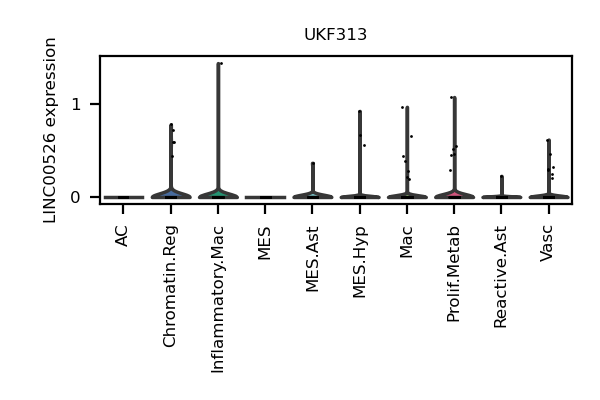 UKF313
LINC00526 expression
1
0
AC
Chromatin.Reg
Inflammatory.Mac
MES
MES.Ast
MES.Hyp
Mac
Prolif.Metab
Reactive.Ast
Vasc